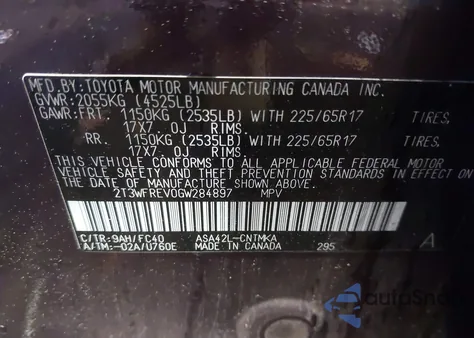 MFD.BY:TOYOTA MOTOR MANUFACTURING CANADA INC.
GVWR:2055KG (4525LB)
GAWR:FRT. 1150KG (2535LB) WITH 225/65R17 TIRES.
17X7 OJ RIMS.
RR. 1150KG (2535LB) WITH 225/65R17 TIRES.
17X7 OJ RIMS.
THIS VEHICLE CONFORMS TO ALL APPLICABLE FEDERAL MOTOR
VEHICLE SAFETY AND THEFT PREVENTION STANDARDS IN EFFECT
ON THE DATE OF MANUFACTURE SHOWN ABOVE.
2T3WFREV0GW284897 MPV
C/TR:9AH/FC40 ASA42L-CNTMKA A
A/TM:-02A/U760E MADE IN CANADA 295